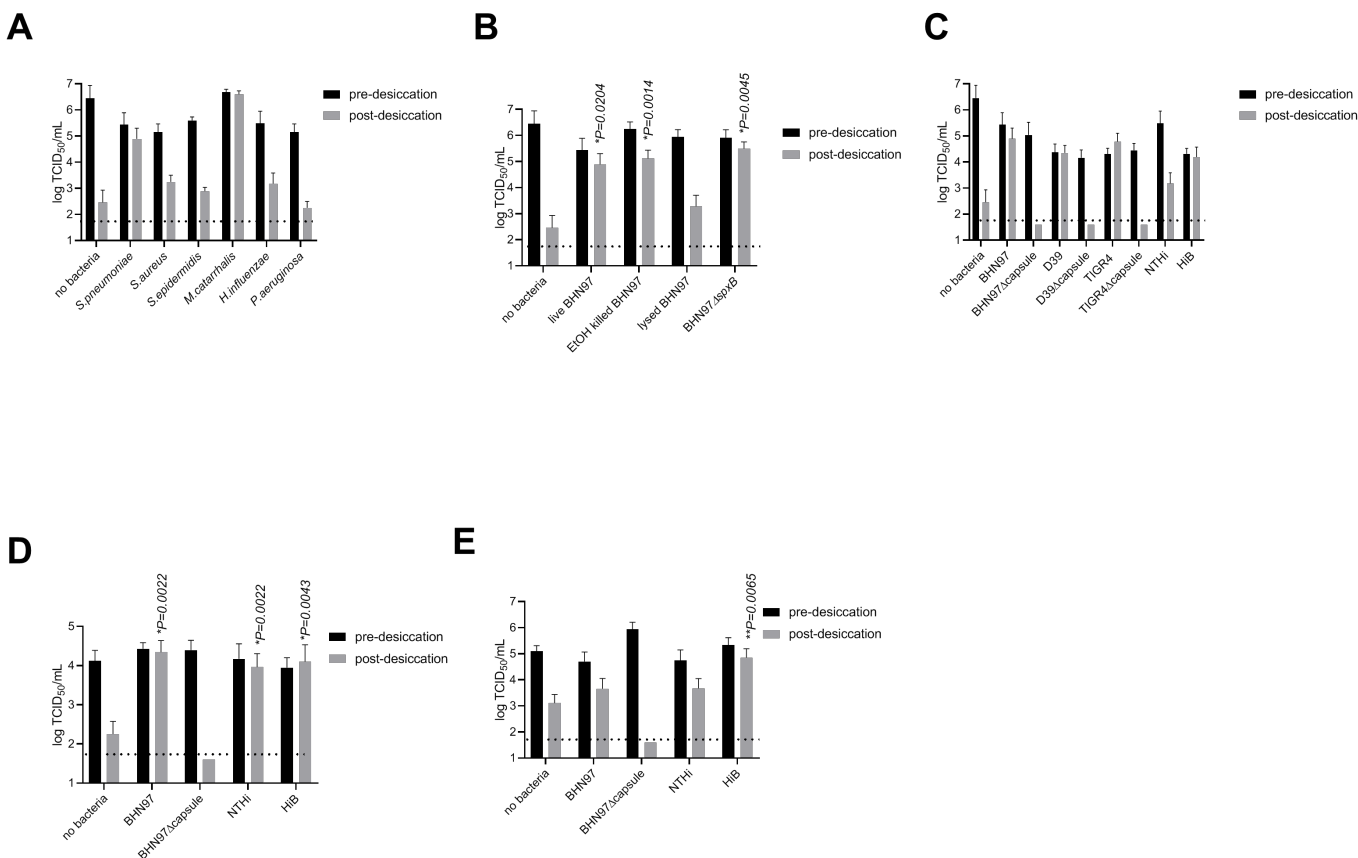 A
7
6
5
4
3
2
1
log TCID50/mL
no bacteria
S.pneumoniae
S.aureus
S.epidermidis
M.catarrhalis
H.influenzae
P.aeruginosa
pre-desiccation
post-desiccation
B
7
6
5
4
3
2
1
log TCID50/mL
*P=0.0204
*P=0.0014
*P=0.0045
no bacteria
live BHN97
EtOH killed BHN97
lysed BHN97
BHN97ΔspxB
pre-desiccation
post-desiccation
C
7
6
5
4
3
2
1
log TCID50/mL
no bacteria
BHN97
BHN97Δcapsule
D39
D39Δcapsule
TIGR4
TIGR4Δcapsule
NTHi
HiB
pre-desiccation
post-desiccation
D
5
4
3
2
1
log TCID50/mL
*P=0.0022
*P=0.0022
*P=0.0043
no bacteria
BHN97
BHN97Δcapsule
NTHi
HiB
pre-desiccation
post-desiccation
E
7
6
5
4
3
2
1
log TCID50/mL
**P=0.0065
no bacteria
BHN97
BHN97Δcapsule
NTHi
HiB
pre-desiccation
post-desiccation